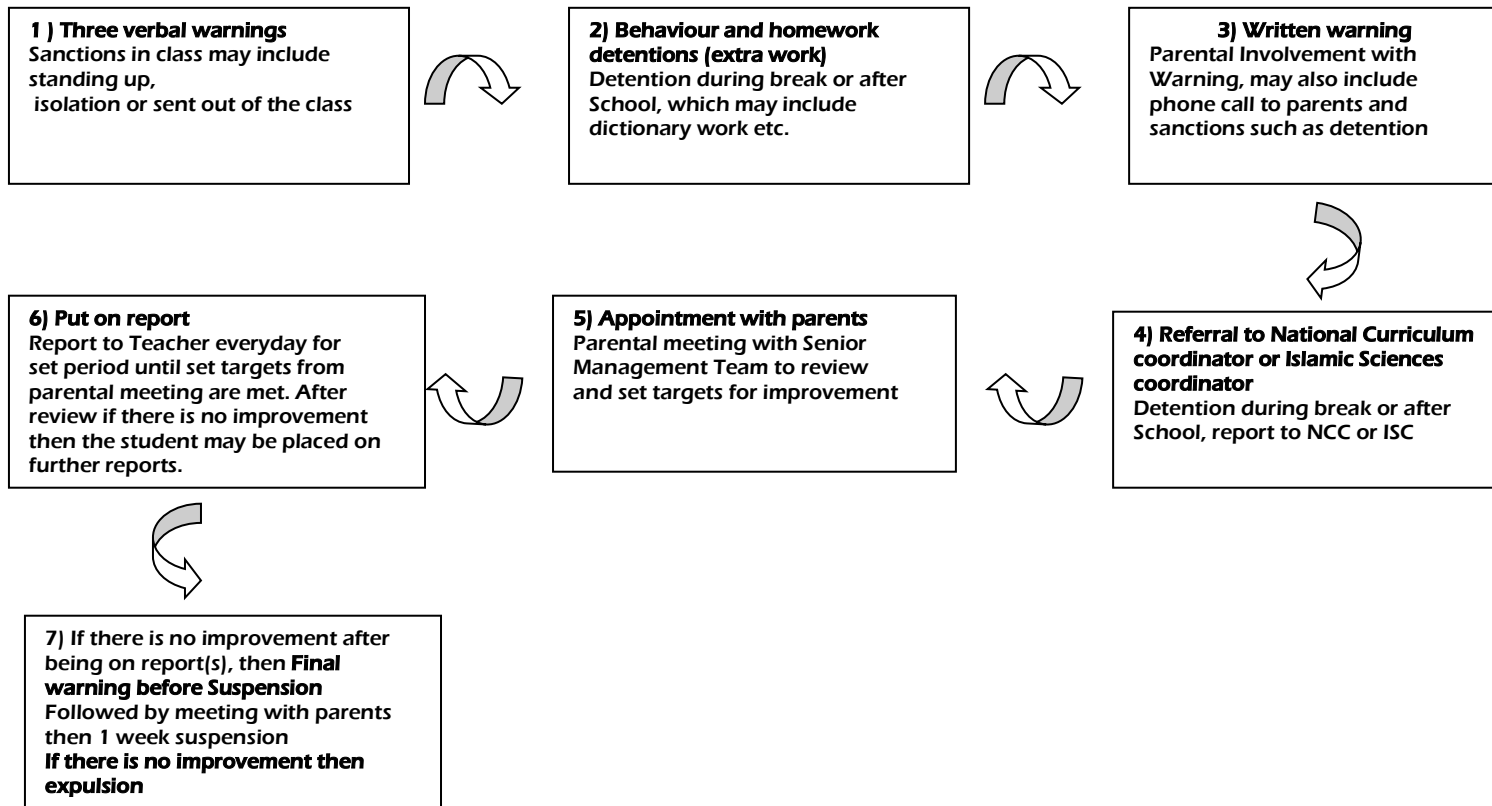 1 ) Three verbal warnings
Sanctions in class may include
standing up,
isolation or sent out of the class
2) Behaviour and homework
detentions (extra work)
Detention during break or after
School, which may include
dictionary work etc.
3) Written warning
Parental Involvement with
Warning, may also include
phone call to parents and
sanctions such as detention
4) Referral to National Curriculum
coordinator or Islamic Sciences
coordinator
Detention during break or after
School, report to NCC or ISC
5) Appointment with parents
Parental meeting with Senior
Management Team to review
and set targets for improvement
6) Put on report
Report to Teacher everyday for
set period until set targets from
parental meeting are met. After
review if there is no improvement
then the student may be placed on
further reports.
7) If there is no improvement after
being on report(s), then Final
warning before Suspension
Followed by meeting with parents
then 1 week suspension
If there is no improvement then
expulsion